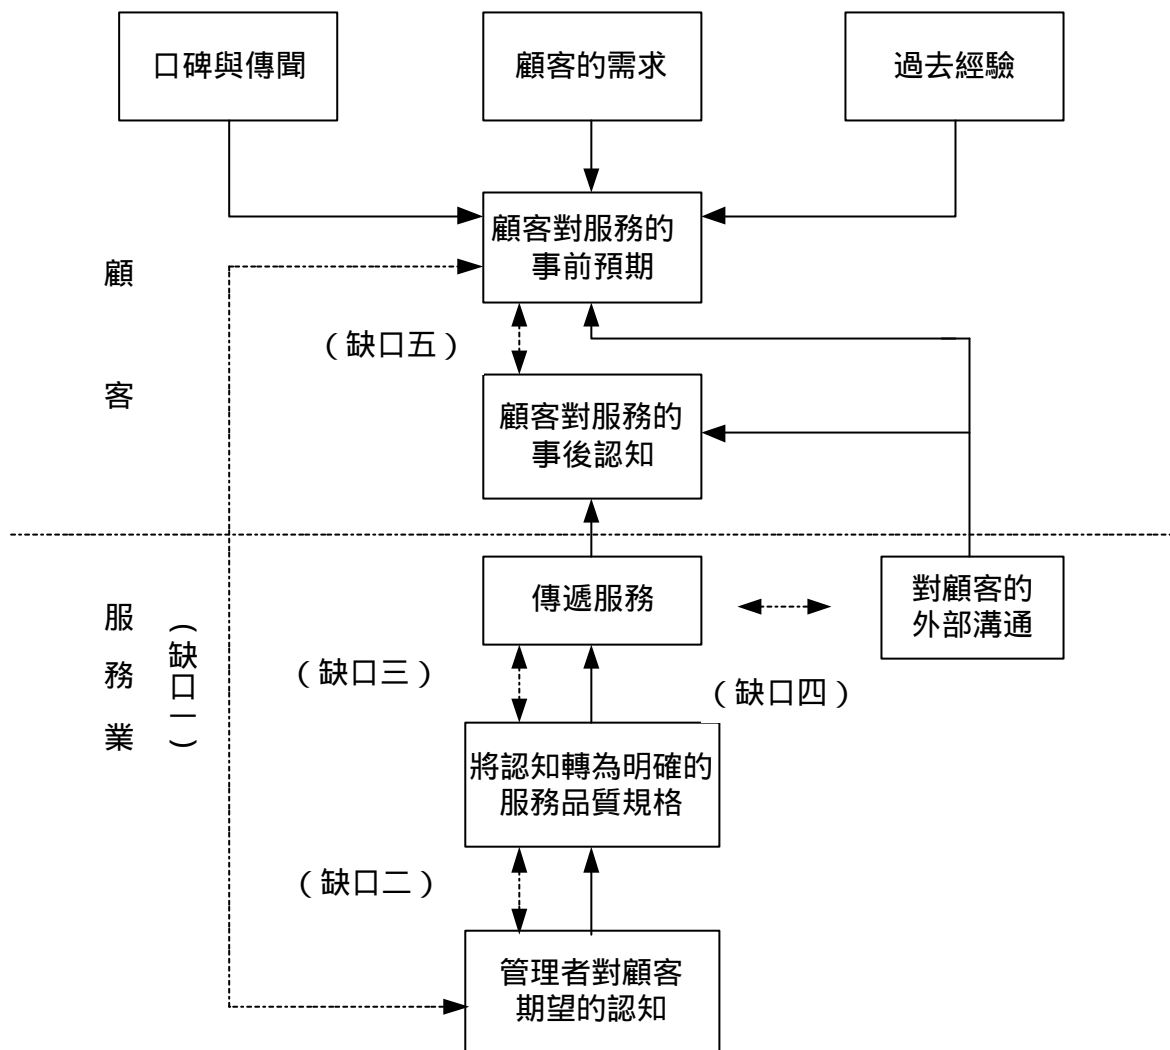 口碑與傳聞
顧客的需求
過去經驗
顧客對服務的
事前預期
顧
客
（缺口五）
顧客對服務的
事後認知
傳遞服務
對顧客的
外部溝通
服
務
業
（缺口一）
（缺口三）
（缺口四）
將認知轉為明確的
服務品質規格
（缺口二）
管理者對顧客
期望的認知